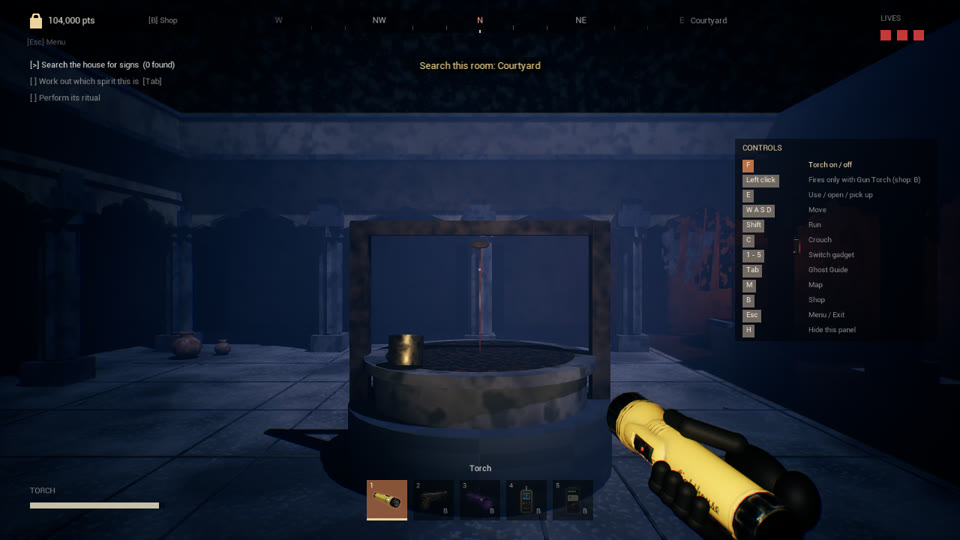 104,000 pts
[B] Shop
W
NW
N
NE
E
Courtyard
LIVES
[Esc] Menu
[>] Search the house for signs (0 found)
[ ] Work out which spirit this is [Tab]
[ ] Perform its ritual
Search this room: Courtyard
CONTROLS
F Torch on / off
Left click Fires only with Gun Torch (shop: B)
E Use / open / pick up
W A S D Move
Shift Run
C Crouch
1 - 5 Switch gadget
Tab Ghost Guide
M Map
B Shop
Esc Menu / Exit
H Hide this panel
Torch
1
2 B
3 B
4 B
5 B
TORCH